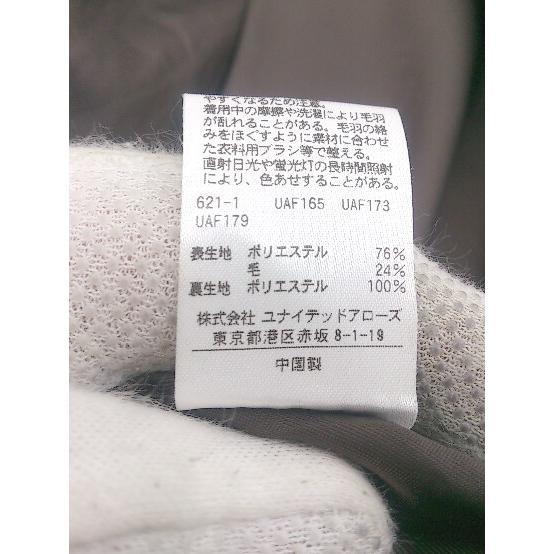 やすくなるため注意。
着用中の摩擦や洗濯により毛羽
が乱れることがある。毛羽の絡
みをほぐすように素材に合わせ
た衣料用ブラシ等で整える。
直射日光や蛍光灯の長時間照射
により、色あせすることがある。
621-1 UAF165 UAF173
UAF179
表生地 ポリエステル 76%
毛 24%
裏生地 ポリエステル 100%
株式会社 ユナイテッドアローズ
東京都港区赤坂8-1-19
中国製